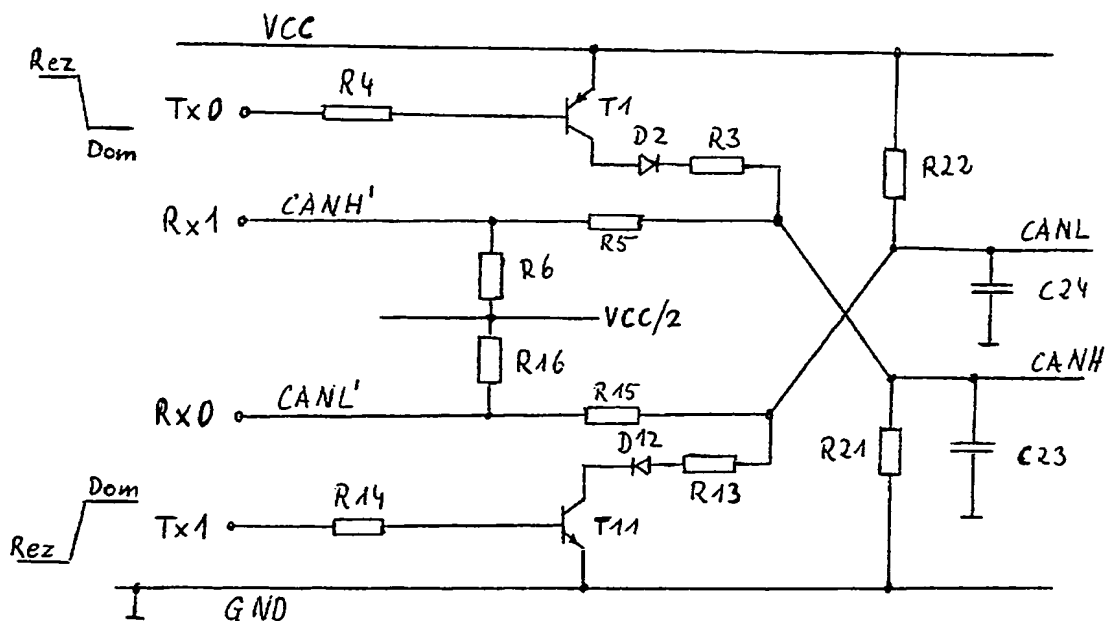 VCC
Rez
Dom
Tx0
R4
T1
D2
R3
R22
Rx1
CANH'
R5
CANL
R6
C24
VCC/2
R16
CANH
Rx0
CANL'
R15
D12
R13
R21
C23
Dom
Rez
Tx1
R14
T11
GND